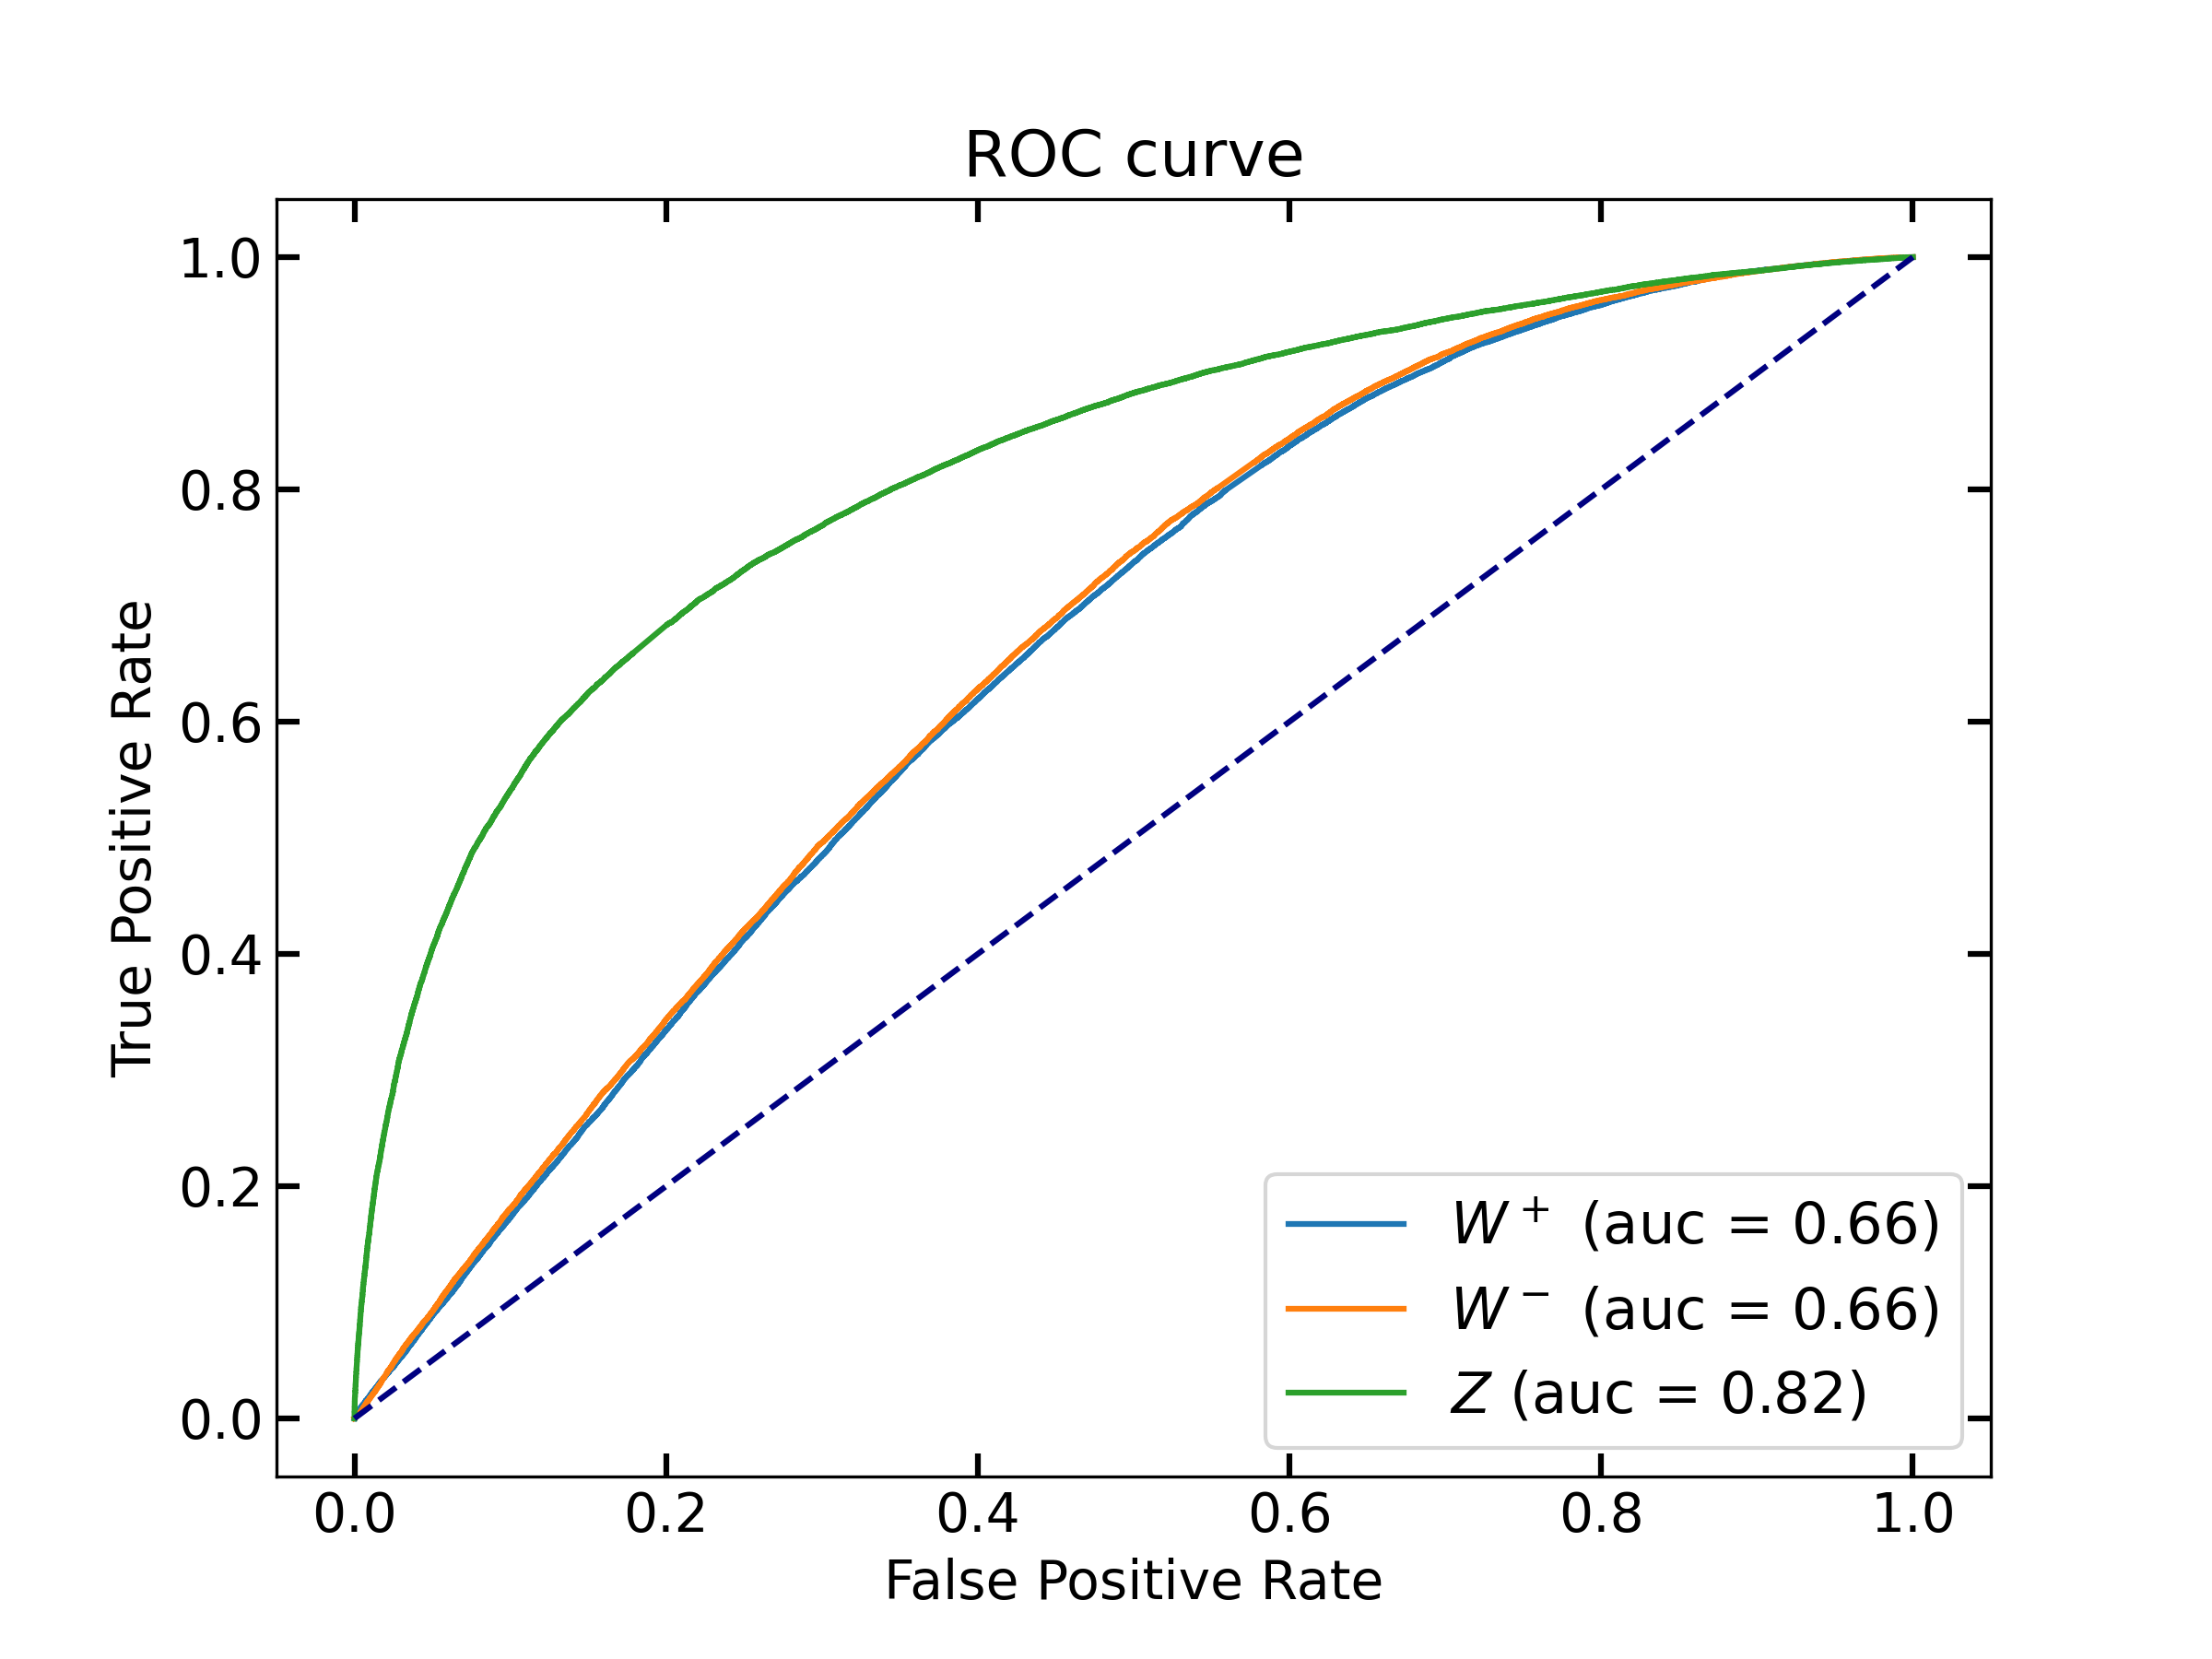 ROC curve
1.0
0.8
0.6
0.4
0.2
0.0
True Positive Rate
W⁺ (auc = 0.66)
W⁻ (auc = 0.66)
Z (auc = 0.82)
0.0 0.2 0.4 0.6 0.8 1.0
False Positive Rate